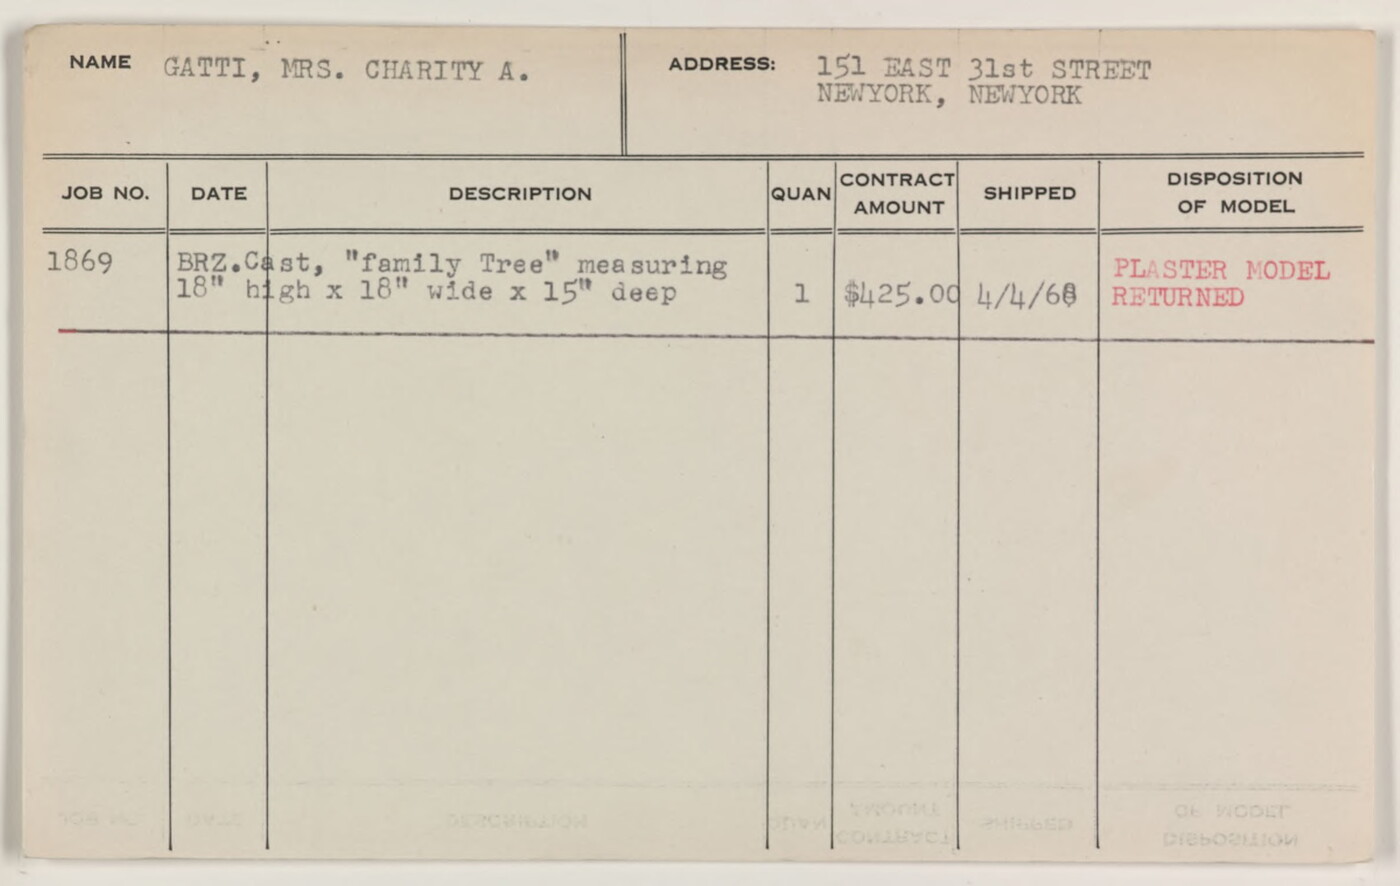 NAME GATTI, MRS. CHARITY A. ADDRESS: 151 EAST 31st STREET
NEWYORK, NEWYORK
JOB NO. DATE DESCRIPTION QUAN CONTRACT AMOUNT SHIPPED DISPOSITION OF MODEL
1869 BRZ.Cast, "family Tree" measuring PLASTER MODEL
18" high x 18" wide x 15" deep 1 $425.00 4/4/68 RETURNED